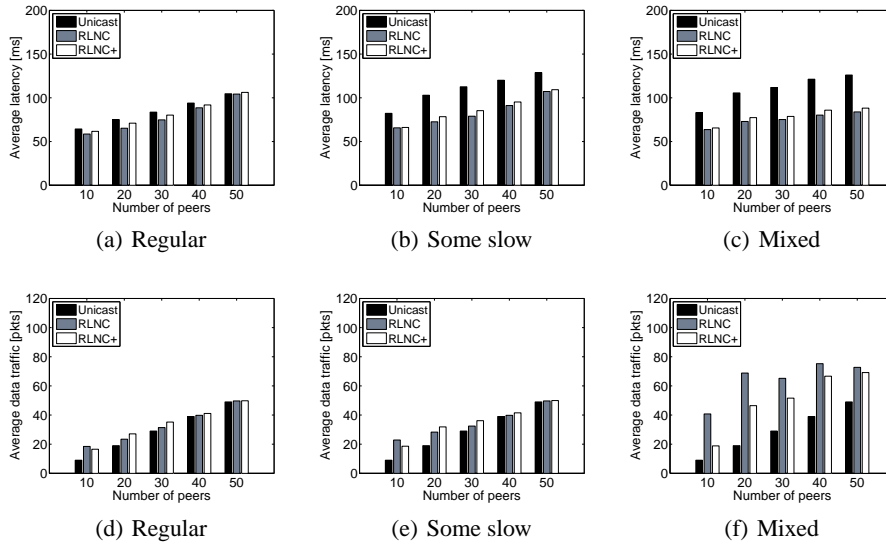 200
150
100
50
0
Average latency [ms]
Unicast
RLNC
RLNC+
10 20 30 40 50
Number of peers
(a) Regular
200
150
100
50
0
Average latency [ms]
Unicast
RLNC
RLNC+
10 20 30 40 50
Number of peers
(b) Some slow
200
150
100
50
0
Average latency [ms]
Unicast
RLNC
RLNC+
10 20 30 40 50
Number of peers
(c) Mixed
120
100
80
60
40
20
0
Average data traffic [pkts]
Unicast
RLNC
RLNC+
10 20 30 40 50
Number of peers
(d) Regular
120
100
80
60
40
20
0
Average data traffic [pkts]
Unicast
RLNC
RLNC+
10 20 30 40 50
Number of peers
(e) Some slow
120
100
80
60
40
20
0
Average data traffic [pkts]
Unicast
RLNC
RLNC+
10 20 30 40 50
Number of peers
(f) Mixed